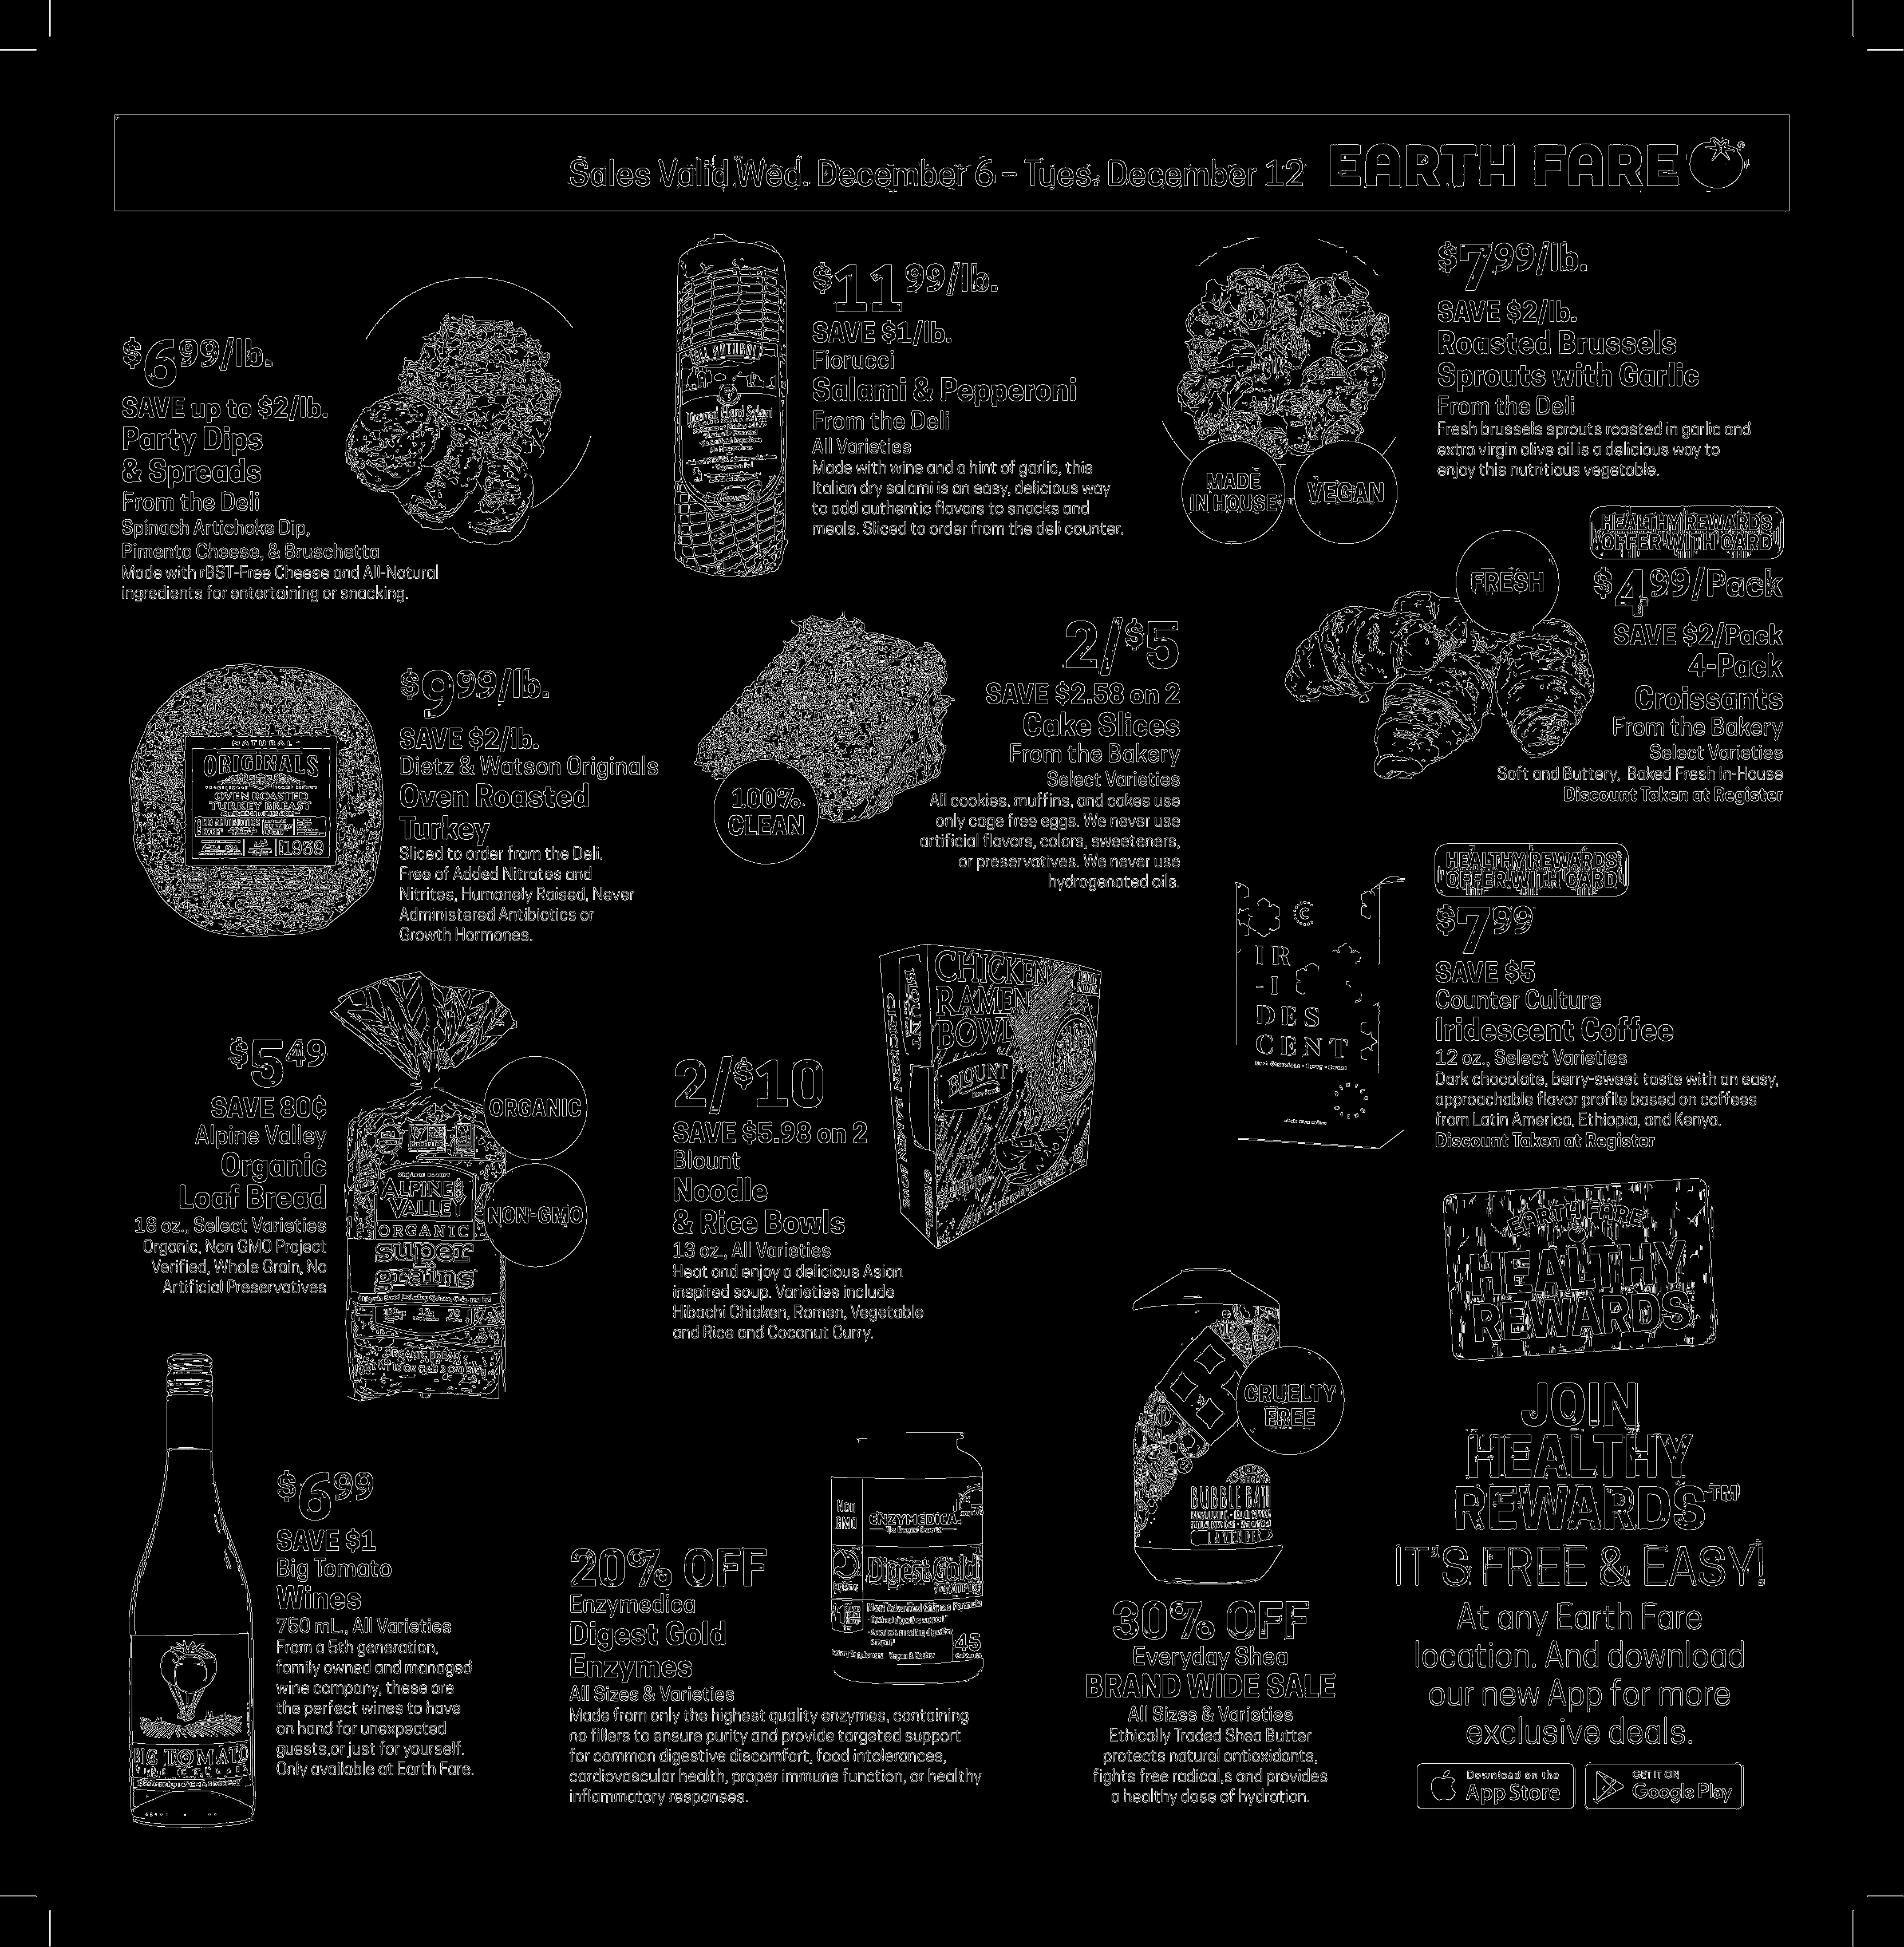 Sales Valid Wed. December 6 – Tues. December 12 EARTH FARE
$6 99/lb.
SAVE up to $2/lb.
Party Dips
& Spreads
From the Deli
Spinach Artichoke Dip,
Pimento Cheese, & Bruschetta
Made with rBST-Free Cheese and All-Natural
ingredients for entertaining or snacking.
ALL NATURAL
$11 99/lb.
SAVE $1/lb.
Fiorucci
Salami & Pepperoni
From the Deli
All Varieties
Made with wine and a hint of garlic, this
Italian dry salami is an easy, delicious way
to add authentic flavors to snacks and
meals. Sliced to order from the deli counter.
MADE
IN HOUSE
VEGAN
$7 99/lb.
SAVE $2/lb.
Roasted Brussels
Sprouts with Garlic
From the Deli
Fresh brussels sprouts roasted in garlic and
extra virgin olive oil is a delicious way to
enjoy this nutritious vegetable.
NATURAL
ORIGINALS
OVEN ROASTED
TURKEY BREAST
1939
$9 99/lb.
SAVE $2/lb.
Dietz & Watson Originals
Oven Roasted
Turkey
Sliced to order from the Deli.
Free of Added Nitrates and
Nitrites, Humanely Raised, Never
Administered Antibiotics or
Growth Hormones.
100%
CLEAN
2/$5
SAVE $2.58 on 2
Cake Slices
From the Bakery
Select Varieties
All cookies, muffins, and cakes use
only cage free eggs. We never use
artificial flavors, colors, sweeteners,
or preservatives. We never use
hydrogenated oils.
FRESH
HEALTHY REWARDS
OFFER WITH CARD
$4 99/Pack
SAVE $2/Pack
4-Pack
Croissants
From the Bakery
Select Varieties
Soft and Buttery, Baked Fresh In-House
Discount Taken at Register
$5 49
SAVE 80¢
Alpine Valley
Organic
Loaf Bread
18 oz., Select Varieties
Organic, Non GMO Project
Verified, Whole Grain, No
Artificial Preservatives
ORGANIC
NON-GMO
ALPINE
VALLEY
ORGANIC
super
grains
2/$10
SAVE $5.98 on 2
Blount
Noodle
& Rice Bowls
13 oz., All Varieties
Heat and enjoy a delicious Asian
inspired soup. Varieties include
Hibachi Chicken, Ramen, Vegetable
and Rice and Coconut Curry.
CHICKEN
RAMEN
BOWL
BLOUNT
BLOUNT
CHICKEN RAMEN BOWL
IR
-I
DES
CENT
HEALTHY REWARDS
OFFER WITH CARD
$7 99
SAVE $5
Counter Culture
Iridescent Coffee
12 oz., Select Varieties
Dark chocolate, berry-sweet taste with an easy,
approachable flavor profile based on coffees
from Latin America, Ethiopia, and Kenya.
Discount Taken at Register
BIG TOMATO
$6 99
SAVE $1
Big Tomato
Wines
750 mL., All Varieties
From a 5th generation,
family owned and managed
wine company, these are
the perfect wines to have
on hand for unexpected
guests,or just for yourself.
Only available at Earth Fare.
Non
GMO
ENZYMEDICA
Digest Gold
45
20% OFF
Enzymedica
Digest Gold
Enzymes
All Sizes & Varieties
Made from only the highest quality enzymes, containing
no fillers to ensure purity and provide targeted support
for common digestive discomfort, food intolerances,
cardiovascular health, proper immune function, or healthy
inflammatory responses.
CRUELTY
FREE
BUBBLE BATH
LAVENDER
30% OFF
Everyday Shea
BRAND WIDE SALE
All Sizes & Varieties
Ethically Traded Shea Butter
protects natural antioxidants,
fights free radical,s and provides
a healthy dose of hydration.
EARTH FARE
HEALTHY
REWARDS
JOIN
HEALTHY
REWARDS™
IT'S FREE & EASY!
At any Earth Fare
location. And download
our new App for more
exclusive deals.
Download on the
App Store
GET IT ON
Google Play